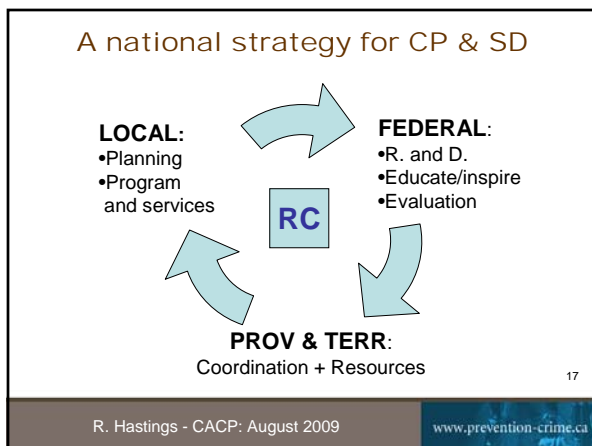 A national strategy for CP & SD
LOCAL:
•Planning
•Program
and services
FEDERAL:
•R. and D.
•Educate/inspire
•Evaluation
RC
PROV & TERR:
Coordination + Resources
17
R. Hastings - CACP: August 2009
www.prevention-crime.ca